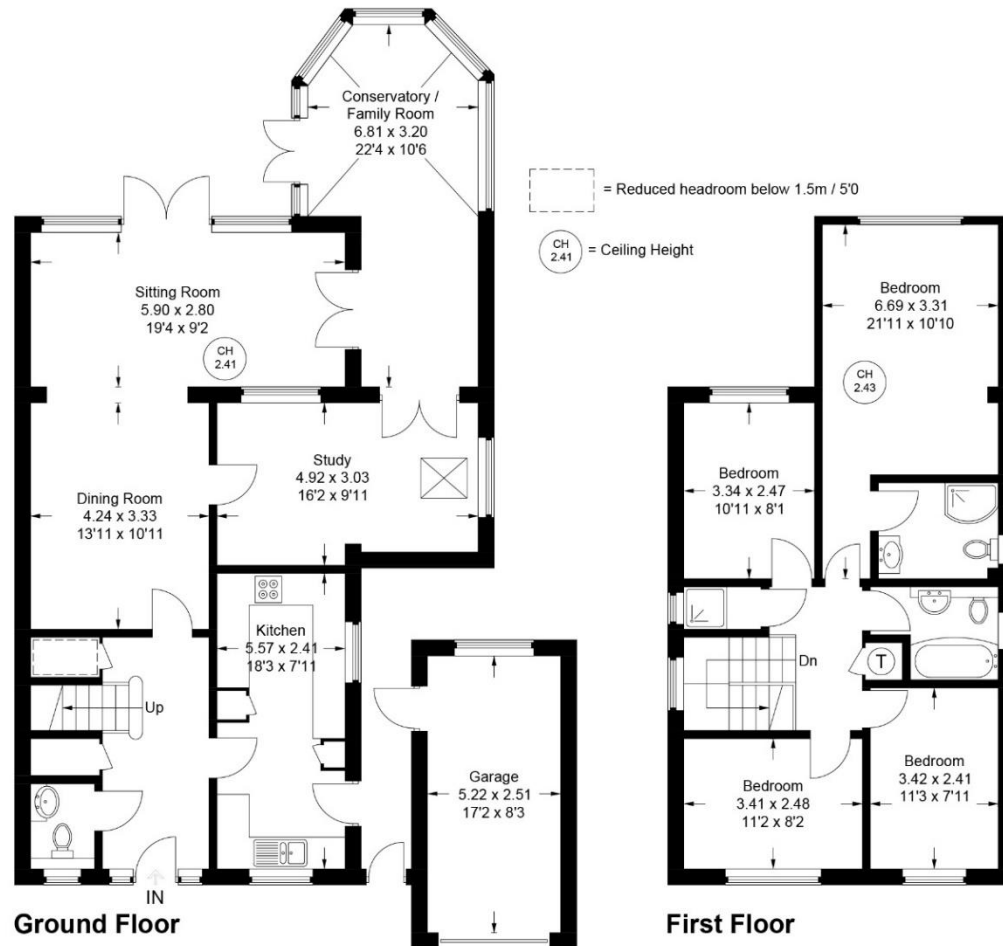 Conservatory /
Family Room
6.81 x 3.20
22'4 x 10'6
= Reduced headroom below 1.5m / 5'0
CH
2.41
= Ceiling Height
Sitting Room
5.90 x 2.80
19'4 x 9'2
CH
2.41
Dining Room
4.24 x 3.33
13'11 x 10'11
Study
4.92 x 3.03
16'2 x 9'11
Kitchen
5.57 x 2.41
18'3 x 7'11
Up
Garage
5.22 x 2.51
17'2 x 8'3
IN
Ground Floor
Bedroom
6.69 x 3.31
21'11 x 10'10
CH
2.43
Bedroom
3.34 x 2.47
10'11 x 8'1
Dn
T
Bedroom
3.41 x 2.48
11'2 x 8'2
Bedroom
3.42 x 2.41
11'3 x 7'11
First Floor